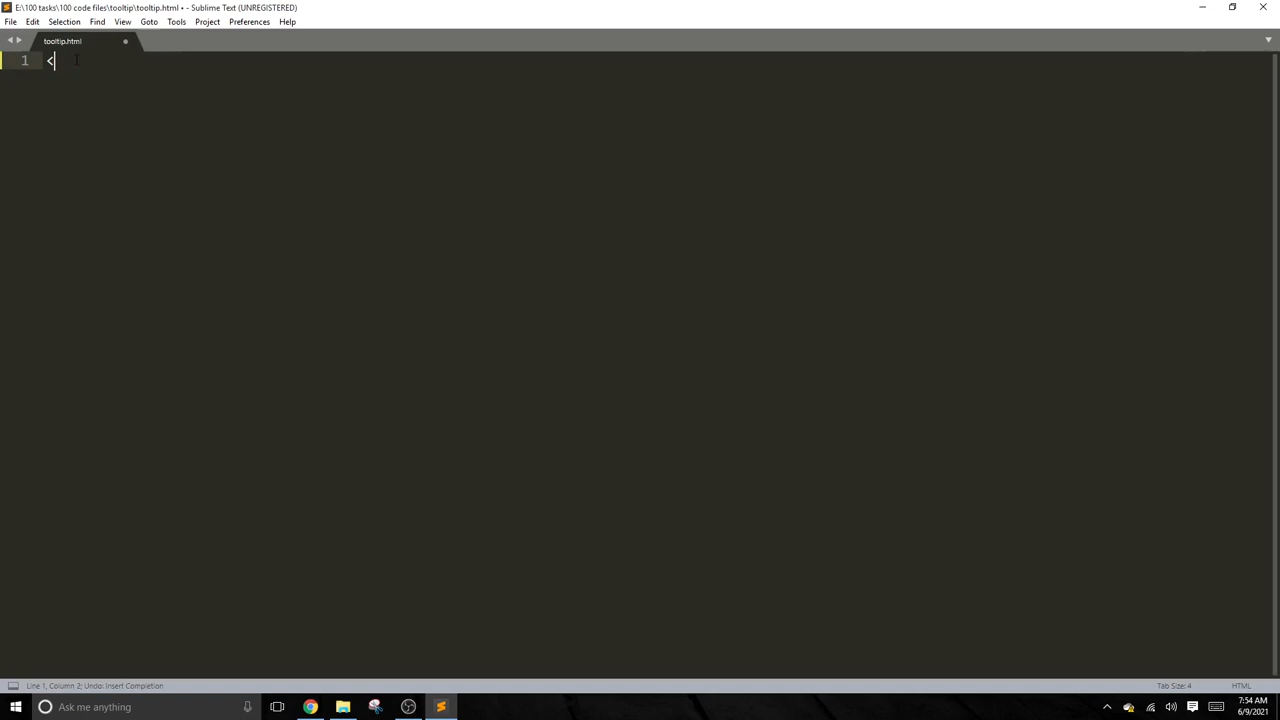 E:\100 tasks\100 code files\tooltip\tooltip.html • - Sublime Text (UNREGISTERED)
File Edit Selection Find View Goto Tools Project Preferences Help
tooltip.html
1 <
Line 1, Column 2; Undo: Insert Completion Tab Size: 4 HTML
Ask me anything 7:54 AM
6/9/2021